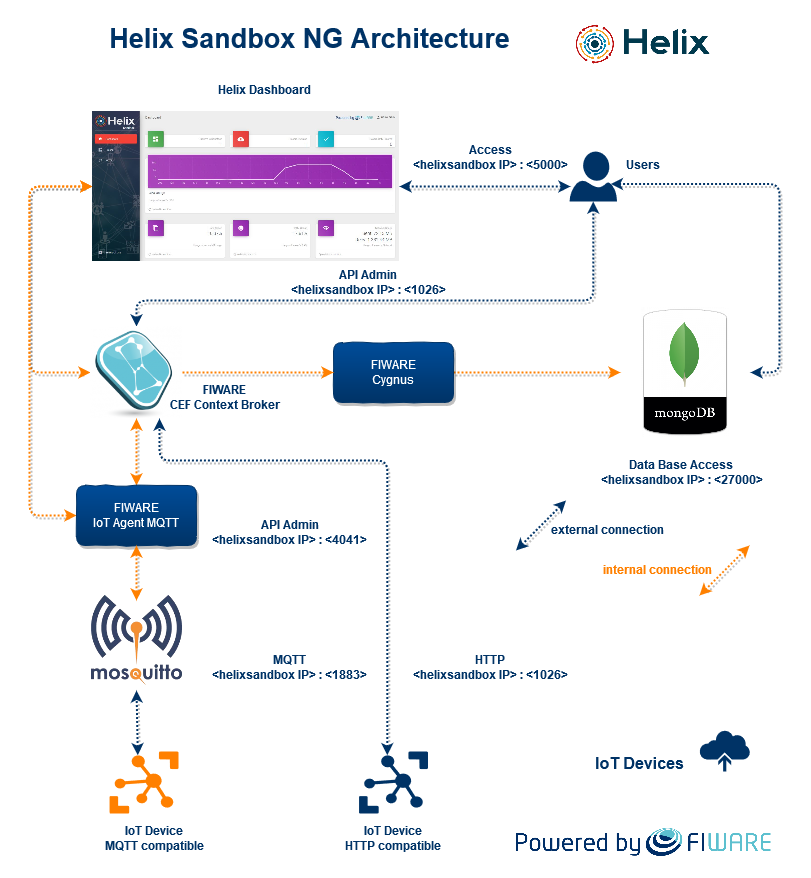 Helix Sandbox NG Architecture
Helix
Helix Dashboard
Helix
Access
<helixsandbox IP> : <5000>
Users
API Admin
<helixsandbox IP> : <1026>
FIWARE
CEF Context Broker
FIWARE
Cygnus
mongoDB
Data Base Access
<helixsandbox IP> : <27000>
FIWARE
IoT Agent MQTT
API Admin
<helixsandbox IP> : <4041>
external connection
internal connection
mosquitto
MQTT
<helixsandbox IP> : <1883>
HTTP
<helixsandbox IP> : <1026>
IoT Devices
IoT Device
MQTT compatible
IoT Device
HTTP compatible
Powered by FIWARE